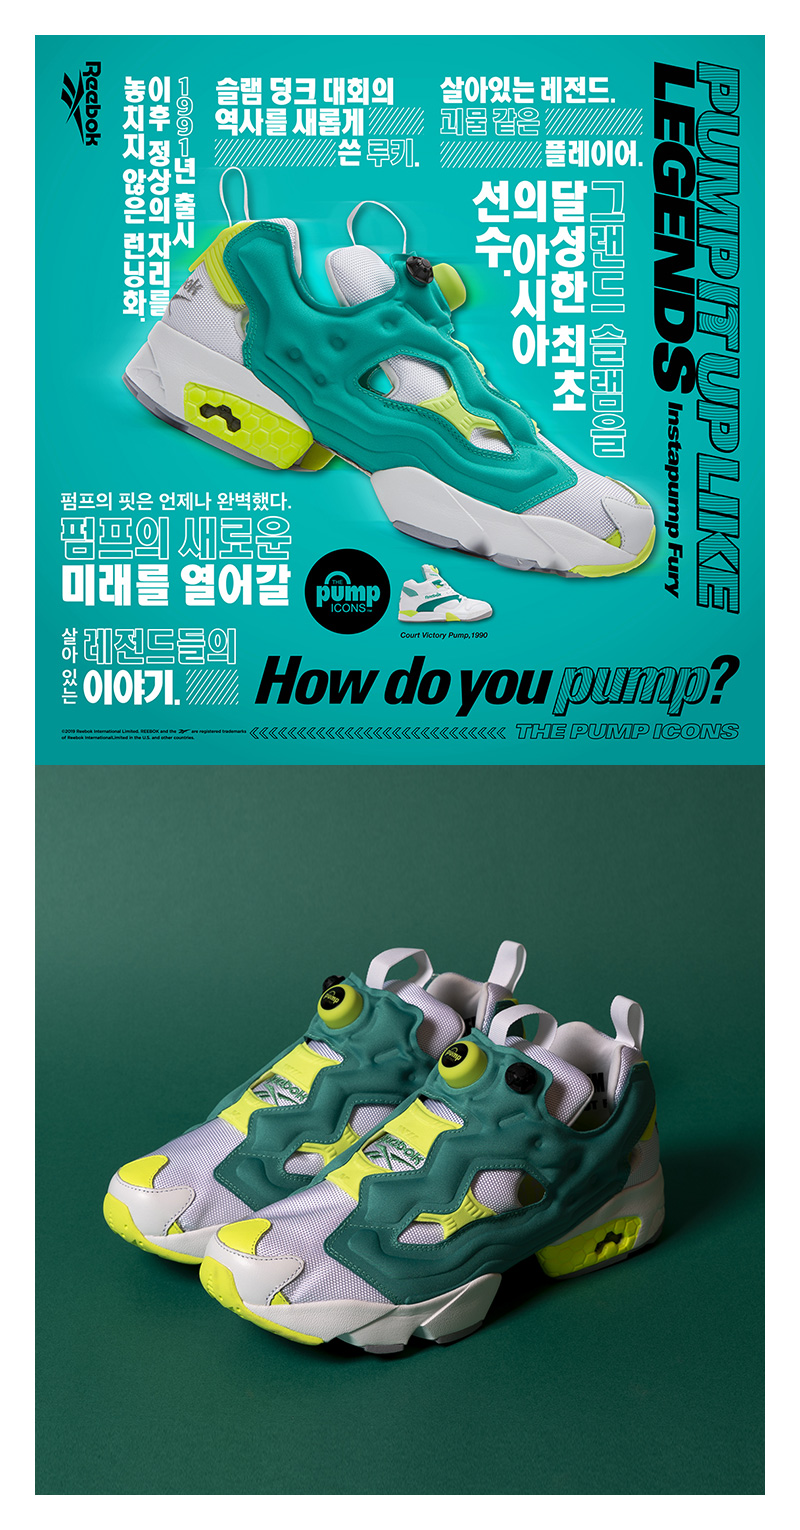 Reebok
1991년 출시
이후 정상의 자리를
놓치지 않은 런닝화.
슬램 덩크 대회의
역사를 새롭게
쓴 루키.
살아있는 레전드.
괴물 같은
플레이어.
그랜드 슬램을
달성한 최초
의 아시아
선수.
PUMP IT UP LIKE
LEGENDS Instapump Fury
펌프의 핏은 언제나 완벽했다.
펌프의 새로운
미래를 열어갈
살아있는
레전드들의
이야기.
THE
pump
ICONS
Reebok
Court Victory Pump,1990
How do you pump?
THE PUMP ICONS
©2019 Reebok International Limited. REEBOK and the are registered trademarks
of Reebok InternationalLimited in the U.S. and other countries.
pump
pump
Reebok
Reebok